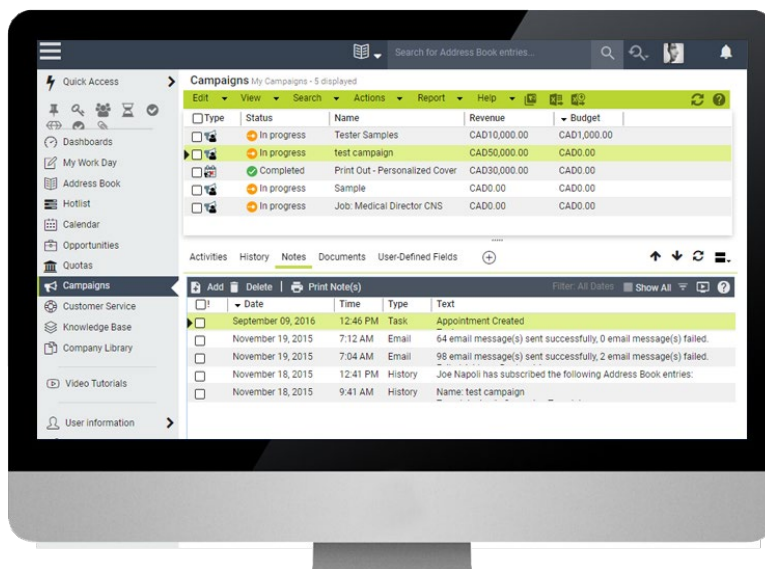 Search for Address Book entries...
Quick Access
Dashboards
My Work Day
Address Book
Hotlist
Calendar
Opportunities
Quotas
Campaigns
Customer Service
Knowledge Base
Company Library
Video Tutorials
User information
Campaigns My Campaigns - 5 displayed
Edit View Search Actions Report Help
Type Status Name Revenue Budget
In progress Tester Samples CAD10,000.00 CAD1,000.00
In progress test campaign CAD50,000.00 CAD0.00
Completed Print Out - Personalized Cover CAD30,000.00 CAD0.00
In progress Sample CAD0.00 CAD0.00
In progress Job: Medical Director CNS CAD0.00 CAD0.00
Activities History Notes Documents User-Defined Fields
Add Delete | Print Note(s) Filter: All Dates Show All
! Date Time Type Text
September 09, 2016 12:46 PM Task Appointment Created
November 19, 2015 7:12 AM Email 64 email message(s) sent successfully, 0 email message(s) failed.
November 19, 2015 7:04 AM Email 98 email message(s) sent successfully, 2 email message(s) failed.
November 18, 2015 12:41 PM History Joe Napoli has subscribed the following Address Book entries:
November 18, 2015 9:41 AM History Name: test campaign